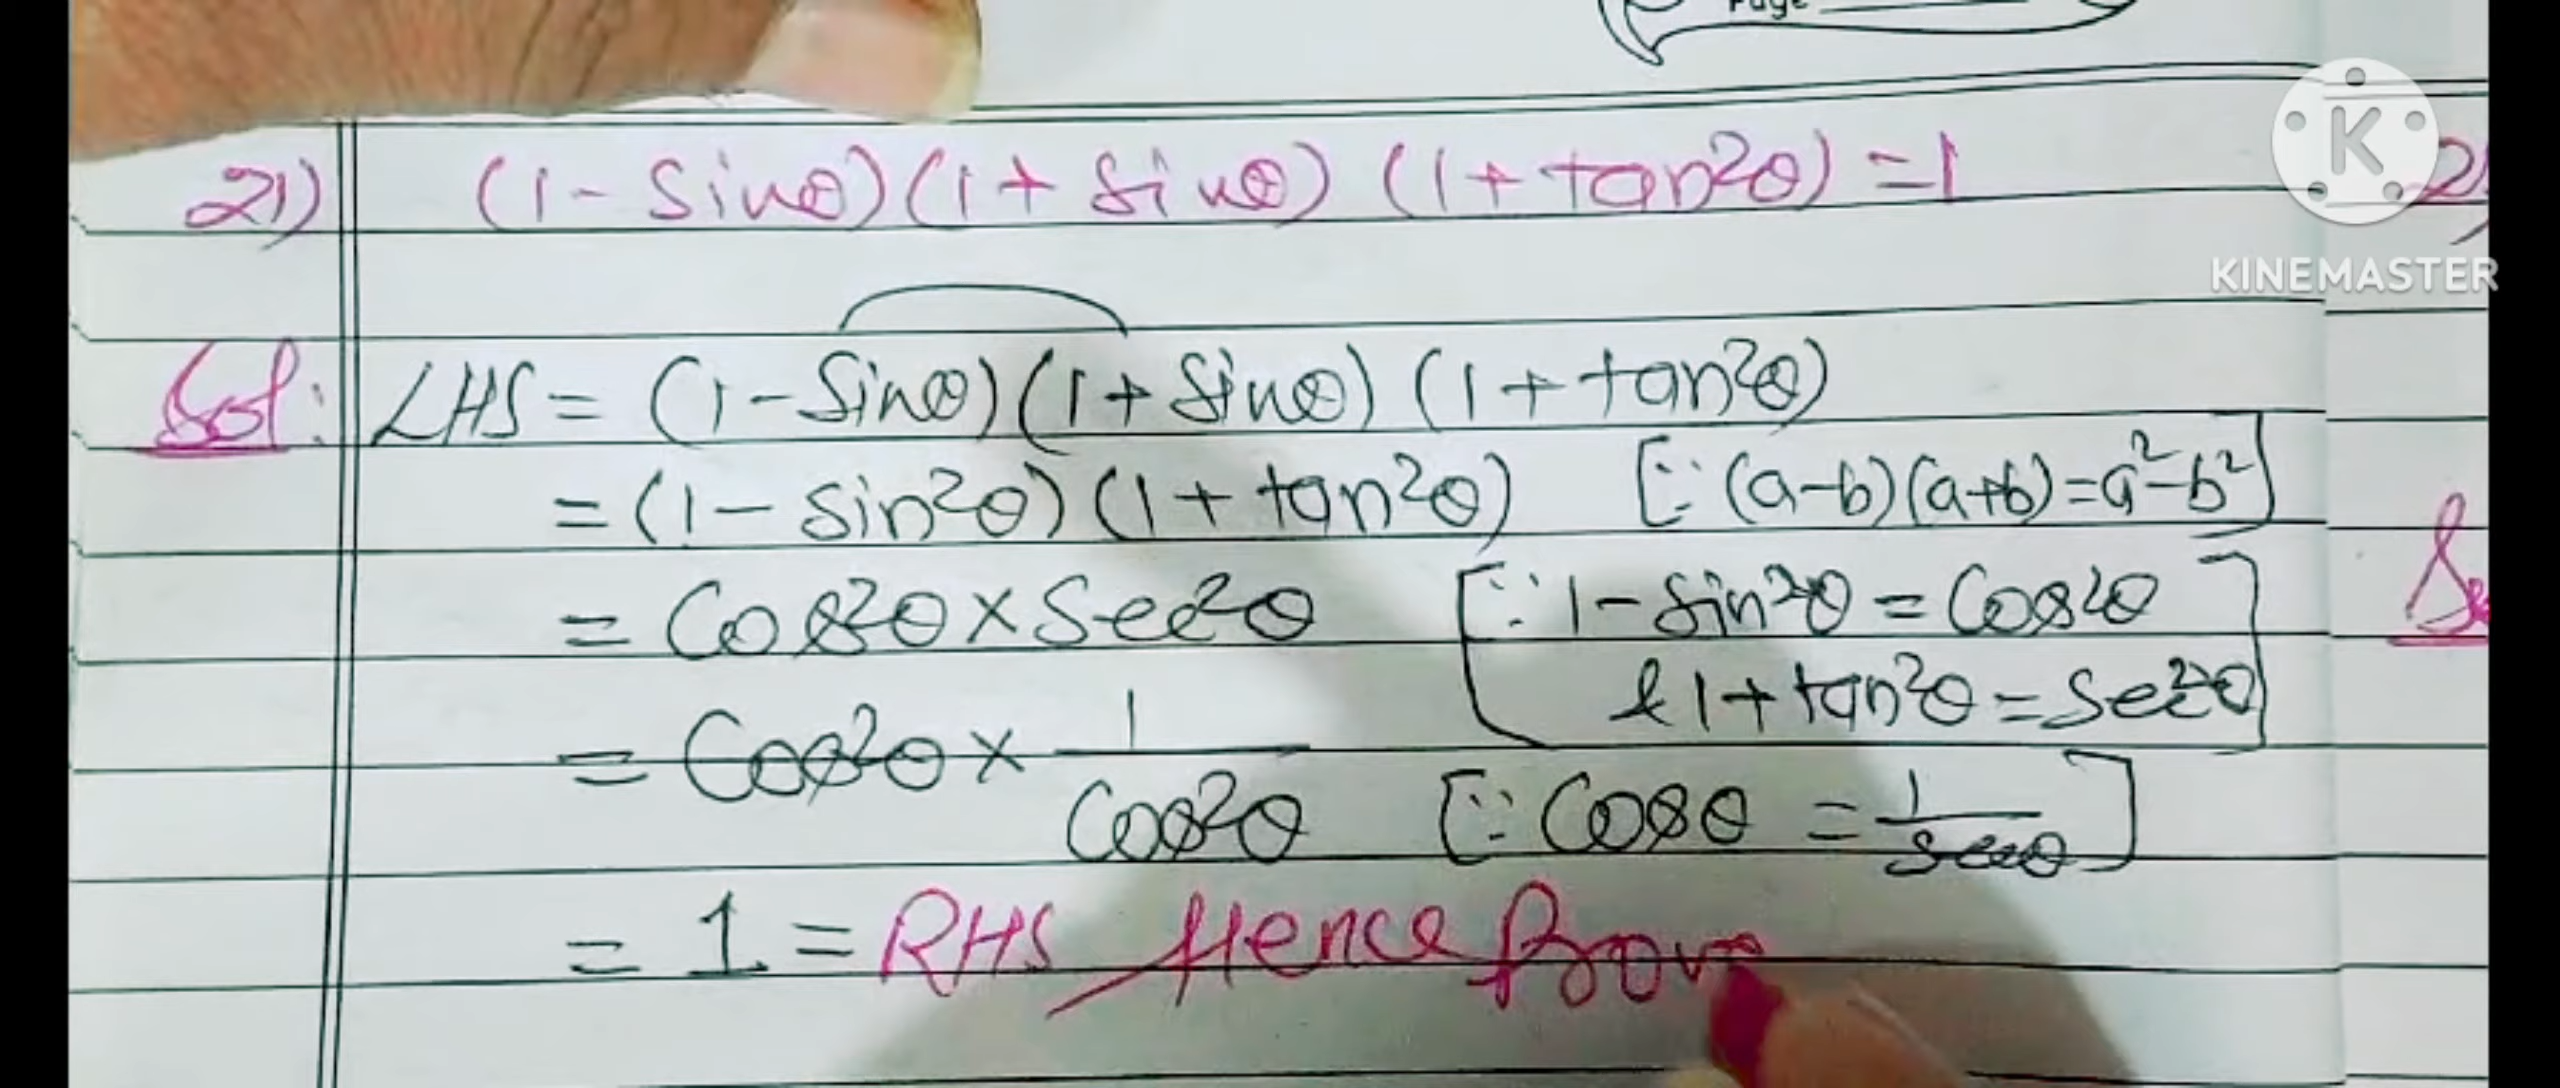 Page
21) (1 - Sinθ)(1 + Sinθ) (1 + tan²θ) = 1
KINEMASTER
Sol: LHS = (1 - Sinθ)(1 + Sinθ) (1 + tan²θ)
= (1 - Sin²θ)(1 + tan²θ) [∵ (a-b)(a+b) = a²-b²]
= Cos²θ × Sec²θ [∵ 1 - Sin²θ = Cos²θ
& 1 + tan²θ = Sec²θ]
= Cos²θ × 1/Cos²θ [∵ Cosθ = 1/secθ]
= 1 = RHS Hence Prove